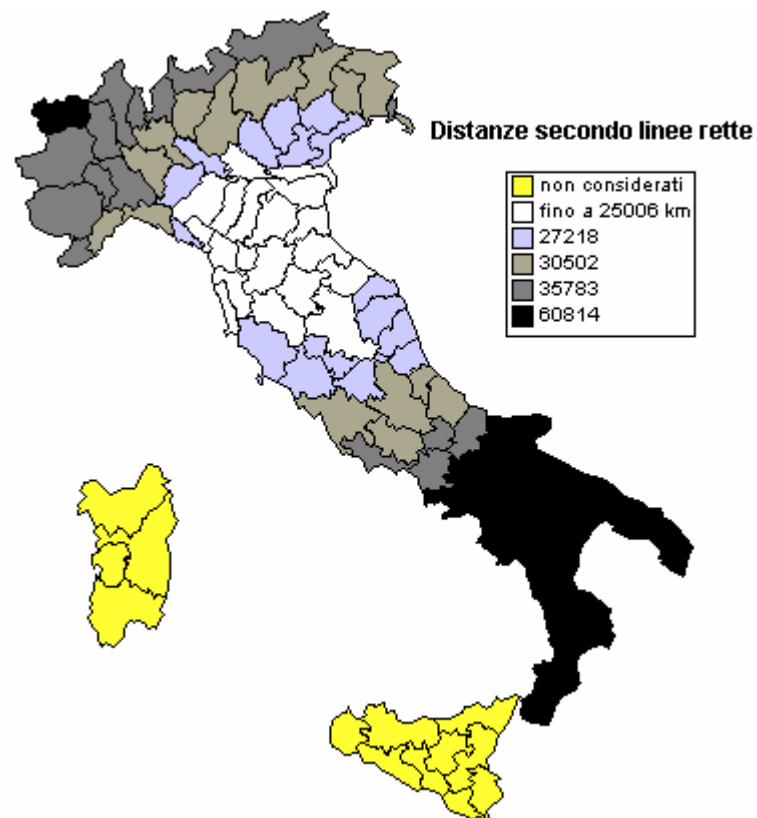 Distanze secondo linee rette
non considerati
fino a 25006 km
27218
30502
35783
60814